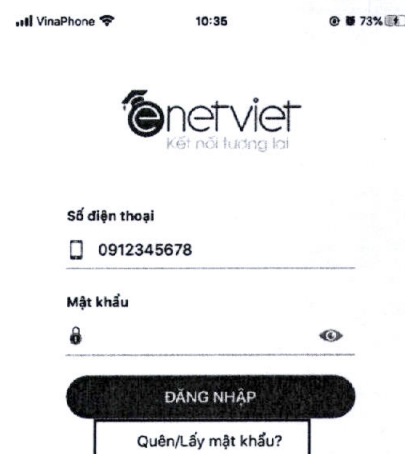 VinaPhone 10:35 73%
enetviet
Kết nối tương lai
Số điện thoại
0912345678
Mật khẩu
ĐĂNG NHẬP
Quên/Lấy mật khẩu?